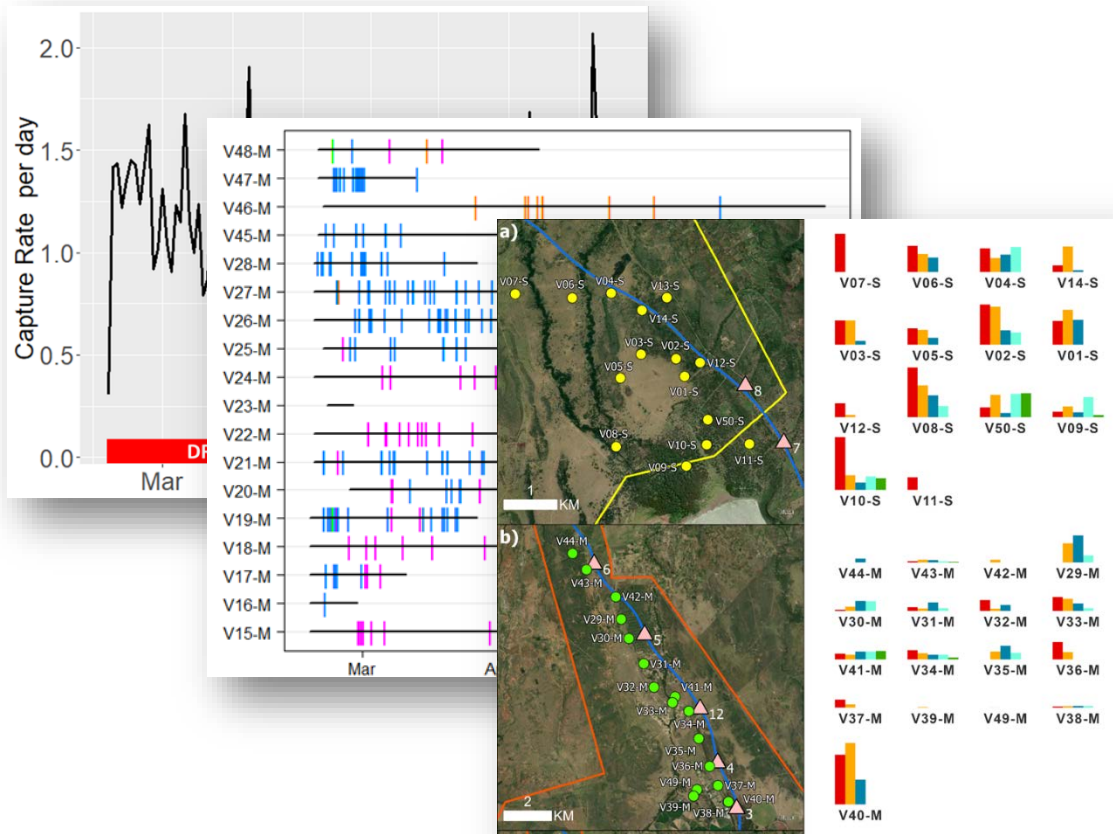 2.0
1.5
1.0
0.5
0.0
Capture Rate per day
Mar
V48-M
V47-M
V46-M
V45-M
V28-M
V27-M
V26-M
V25-M
V24-M
V23-M
V22-M
V21-M
V20-M
V19-M
V18-M
V17-M
V16-M
V15-M
Mar
a)
V07-S
V06-S
V04-S
V13-S
V14-S
V03-S
V02-S
V12-S
V05-S
V01-S
8
V50-S
V08-S
V10-S
V11-S
7
V09-S
1
KM
b)
V44-M
6
V43-M
V42-M
V29-M
V30-M
5
V31-M
V32-M
V41-M
V33-M
12
V34-M
V35-M
V36-M
4
V49-M
V37-M
V39-M
V40-M
V38-M
3
2
KM
V07-S V06-S V04-S V14-S
V03-S V05-S V02-S V01-S
V12-S V08-S V50-S V09-S
V10-S V11-S
V44-M V43-M V42-M V29-M
V30-M V31-M V32-M V33-M
V41-M V34-M V35-M V36-M
V37-M V39-M V49-M V38-M
V40-M